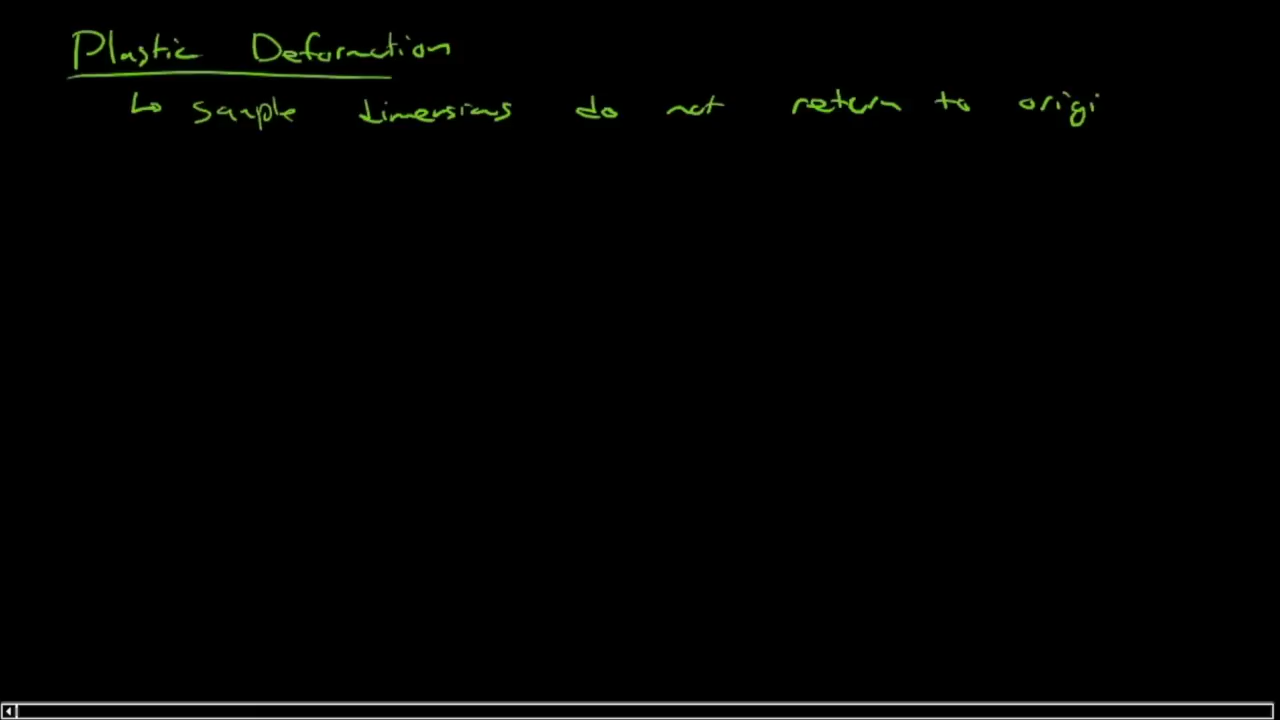 Plastic Deformation
↳ sample dimensions do not return to origi